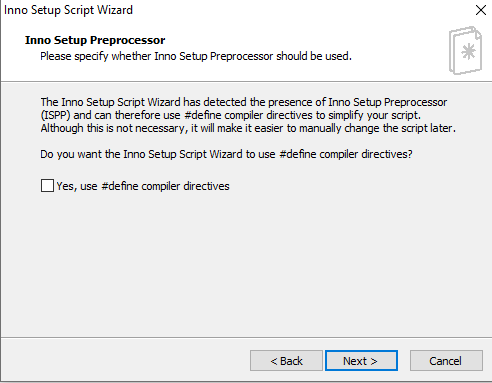 Inno Setup Script Wizard
Inno Setup Preprocessor
Please specify whether Inno Setup Preprocessor should be used.
The Inno Setup Script Wizard has detected the presence of Inno Setup Preprocessor
(ISPP) and can therefore use #define compiler directives to simplify your script.
Although this is not necessary, it will make it easier to manually change the script later.
Do you want the Inno Setup Script Wizard to use #define compiler directives?
Yes, use #define compiler directives
< Back
Next >
Cancel